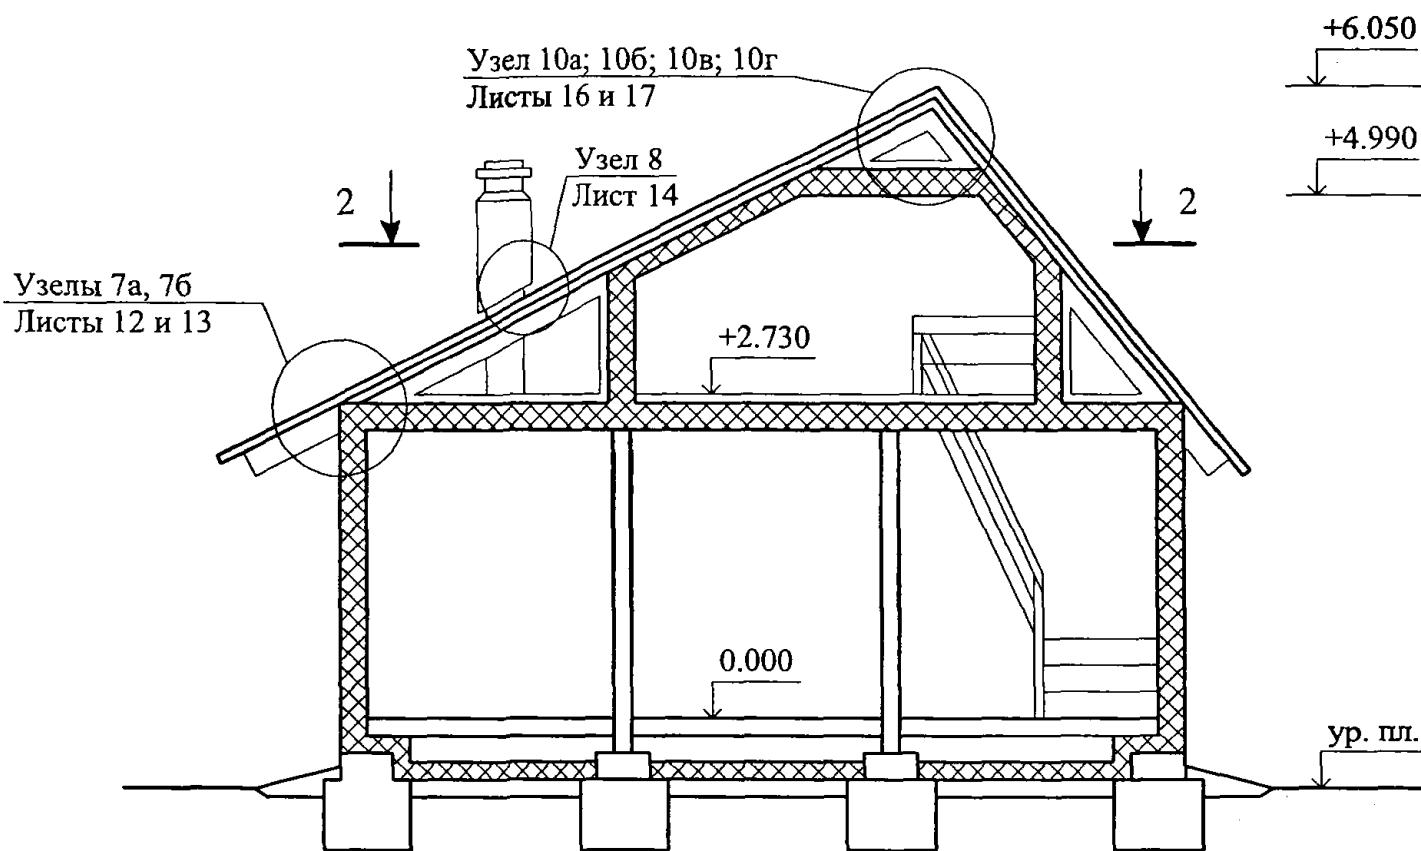 +6.050
Узел 10а; 10б; 10в; 10г
Листы 16 и 17
+4.990
Узел 8
Лист 14
2
2
Узелы 7а, 7б
Листы 12 и 13
+2.730
0.000
ур. пл.